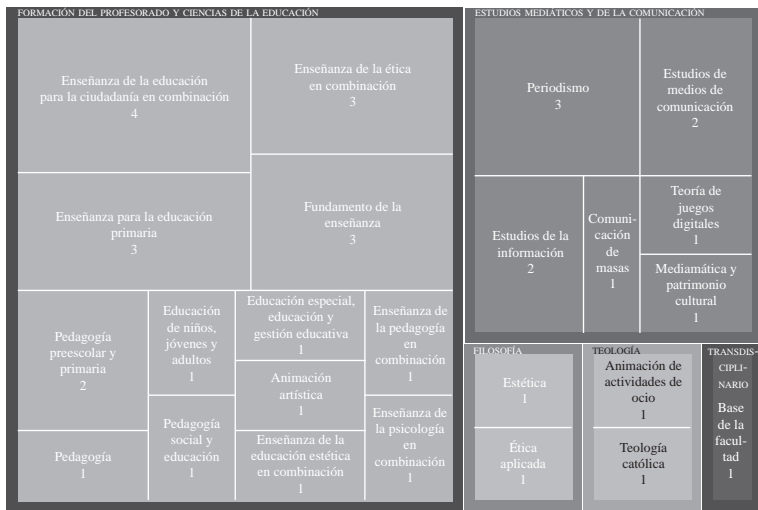 FORMACIÓN DEL PROFESORADO Y CIENCIAS DE LA EDUCACIÓN
Enseñanza de la educación
para la ciudadanía en combinación
4
Enseñanza de la ética
en combinación
3
Enseñanza para la educación
primaria
3
Fundamento de la
enseñanza
3
Pedagogía
preescolar y
primaria
2
Pedagogía
1
Educación
de niños,
jóvenes y
adultos
1
Pedagogía
social y
educación
1
Educación especial,
educación y
gestión educativa
1
Animación
artística
1
Enseñanza de la
educación estética
en combinación
1
Enseñanza de
la pedagogía
en
combinación
1
Enseñanza de
la psicología
en
combinación
1
ESTUDIOS MEDIÁTICOS Y DE LA COMUNICACIÓN
Periodismo
3
Estudios de
medios de
comunicación
2
Estudios de la
información
2
Comuni-
cación
de
masas
1
Teoría de
juegos
digitales
1
Mediamática y
patrimonio
cultural
1
FILOSOFÍA
Estética
1
Ética
aplicada
1
TEOLOGÍA
Animación de
actividades de
ocio
1
Teología
católica
1
TRANSDIS-
CIPLI-
NARIO
Base
de la
facul-
tad
1